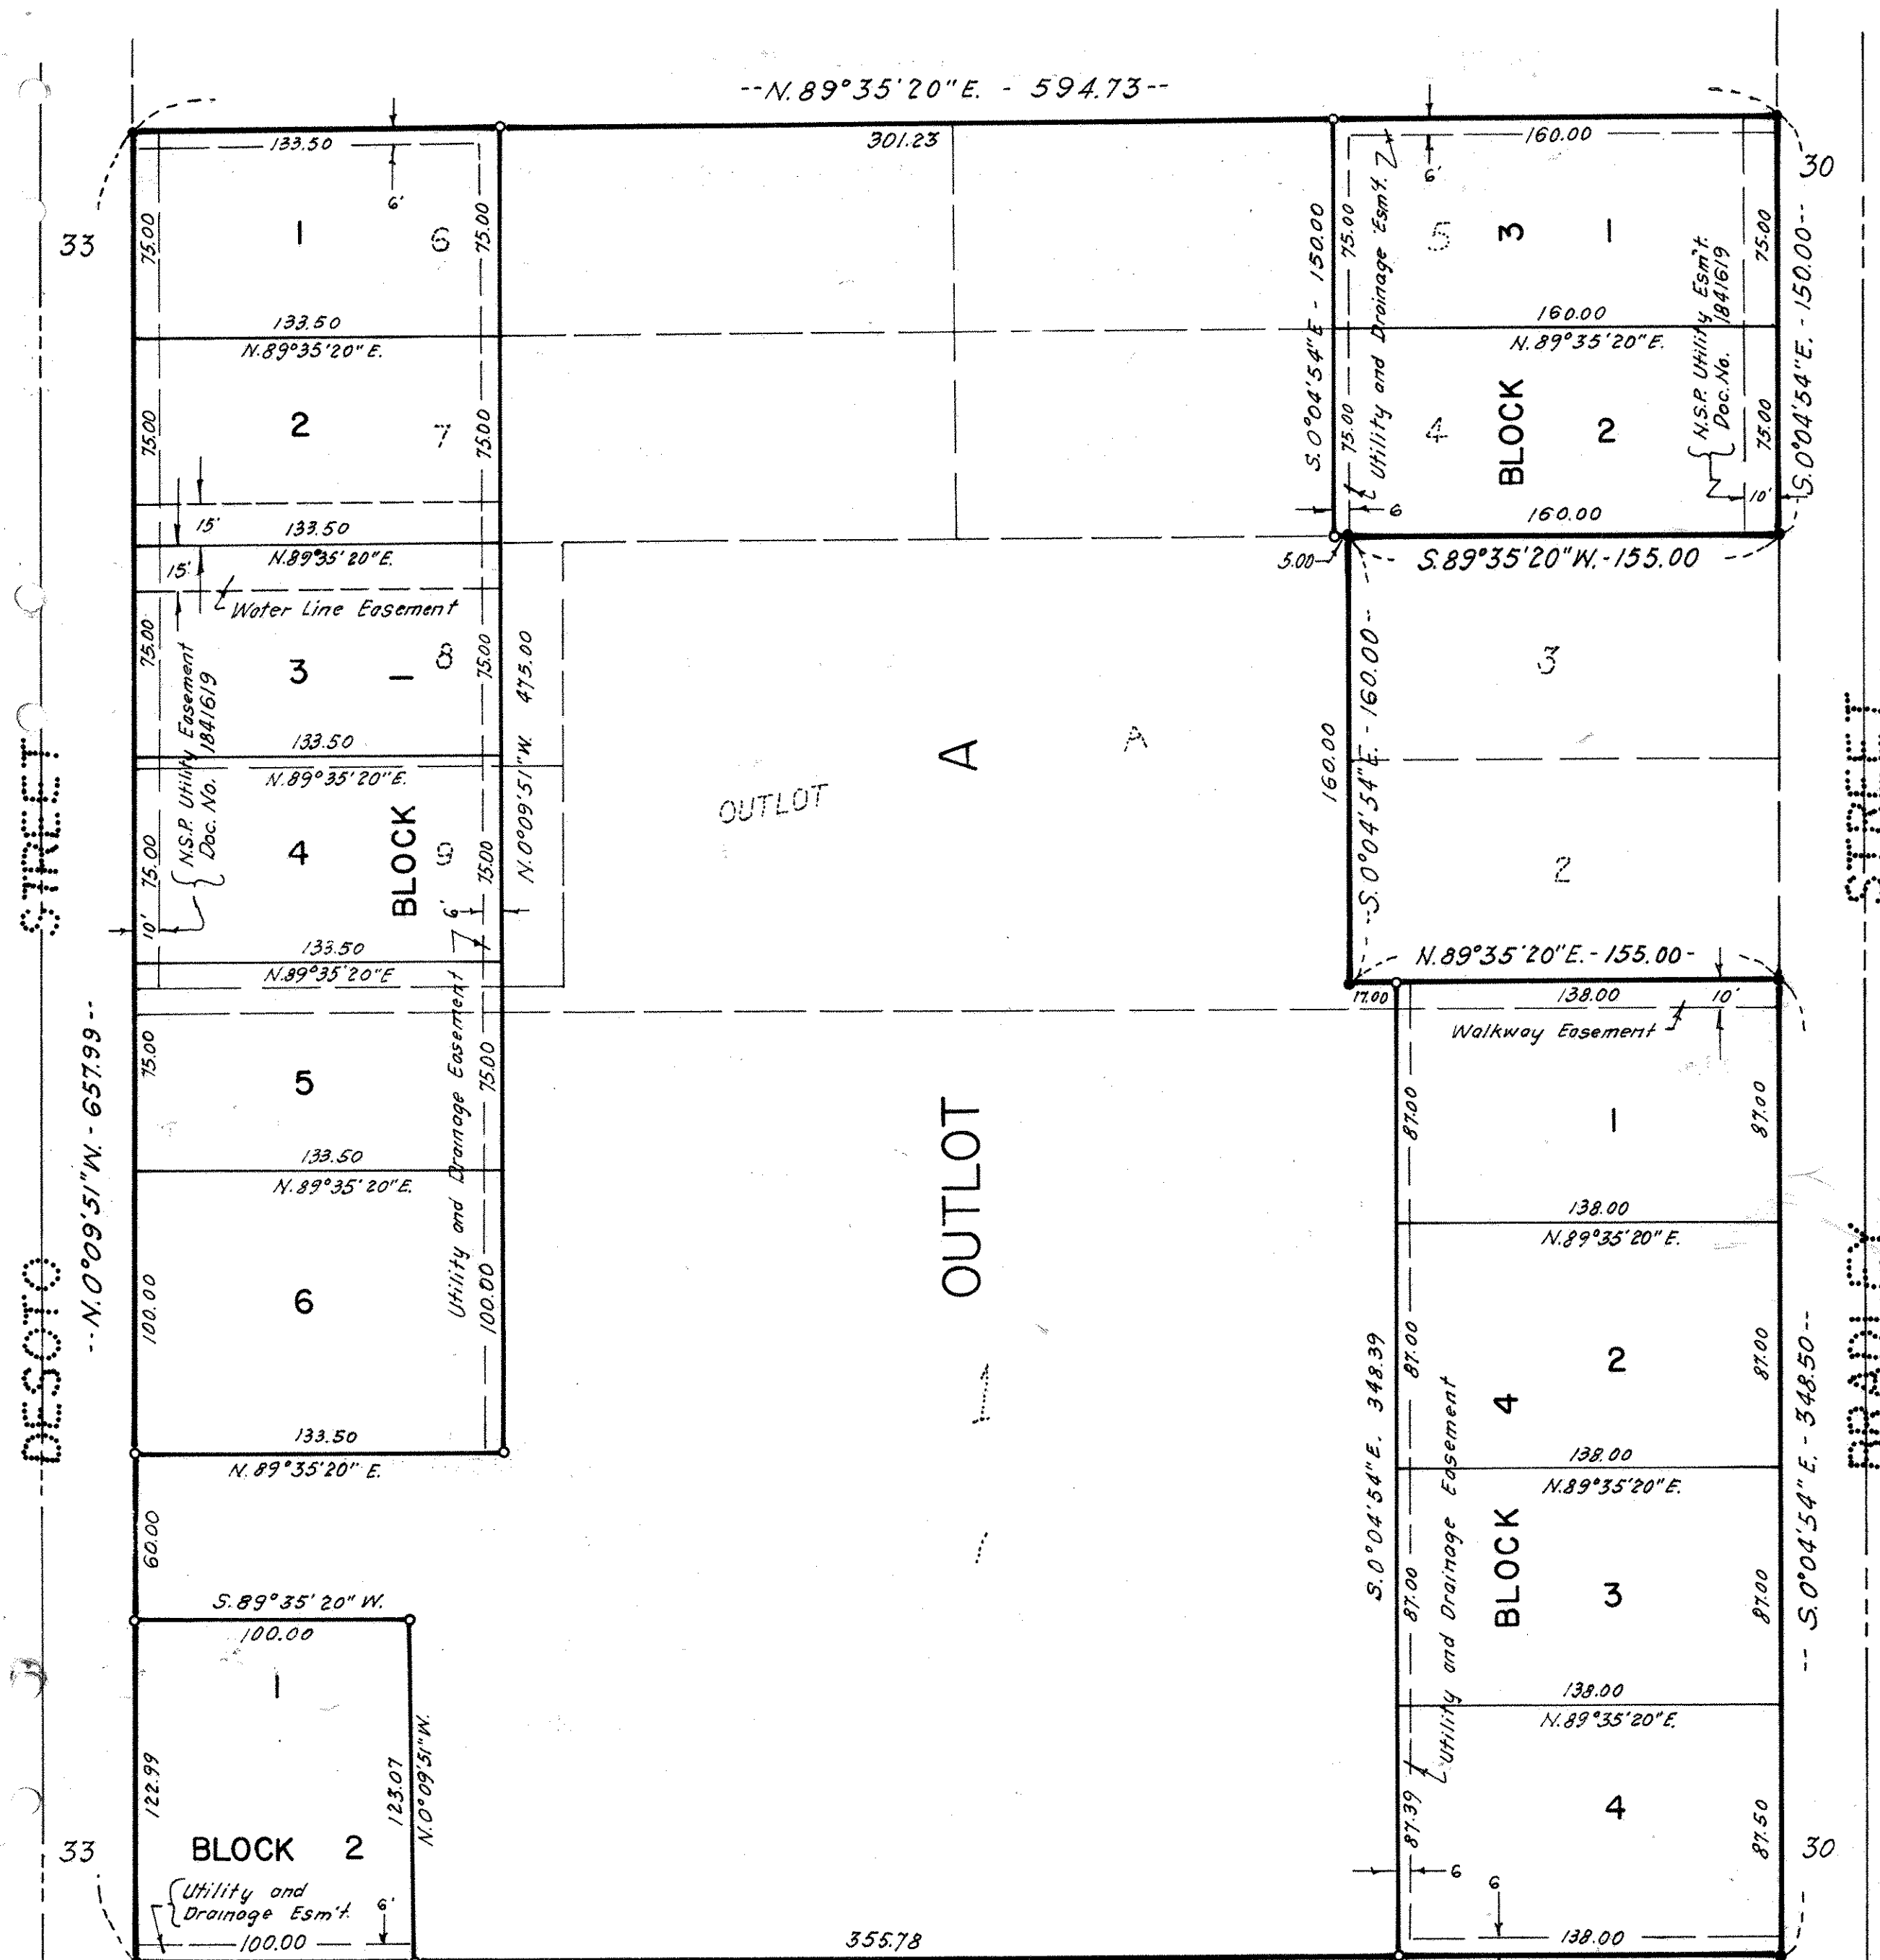 --N.89°35'20"E. - 594.73--
133.50
301.23
160.00
6'
6'
30
33
75.00
1
6
75.00
S.0°04'54"E - 150.00
75.00
Utility and Drainage Esm't.
5
3
1
75.00
N.S.P. Utility Esm't.
Doc. No. 1841619
S.0°04'54"E. - 150.00--
133.50
N.89°35'20"E.
160.00
N.89°35'20"E.
75.00
2
7
75.00
75.00
4
BLOCK
2
75.00
10'
15'
133.50
N.89°35'20"E.
15'
Water Line Easement
6
160.00
5.00
S.89°35'20"W. - 155.00
75.00
N.S.P. Utility Easement
Doc. No. 1841619
3
1
8
75.00
N.0°09'51"W. 475.00
133.50
N.89°35'20"E.
A
A
OUTLOT
160.00
--S.0°04'54"E. - 160.00--
3
2
STREET
STREET
75.00
4
BLOCK
9
75.00
10'
6'
133.50
N.89°35'20"E
N.89°35'20"E. - 155.00-
17.00
138.00
10'
Walkway Easement
--N.0°09'51"W. - 657.99--
75.00
5
Utility and Drainage Easement
75.00
133.50
N.89°35'20"E.
OUTLOT
87.00
1
87.00
138.00
N.89°35'20"E.
DESOTO
100.00
6
100.00
133.50
N.89°35'20"E.
1
S.0°04'54"E. 348.39
87.00
2
87.00
4
138.00
N.89°35'20"E.
BRADLEY
--S.0°04'54"E. - 348.50--
60.00
S.89°35'20"W.
100.00
87.00
Utility and Drainage Easement
BLOCK
3
87.00
138.00
N.89°35'20"E.
1
122.99
123.07
N.0°09'51"W.
BLOCK 2
33
Utility and
Drainage Esm't.
6'
100.00
355.78
87.39
4
87.50
30
6
6
138.00